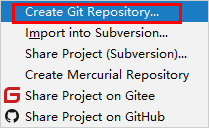 Create Git Repository...
Import into Subversion...
Share Project (Subversion)...
Create Mercurial Repository
Share Project on Gitee
Share Project on GitHub